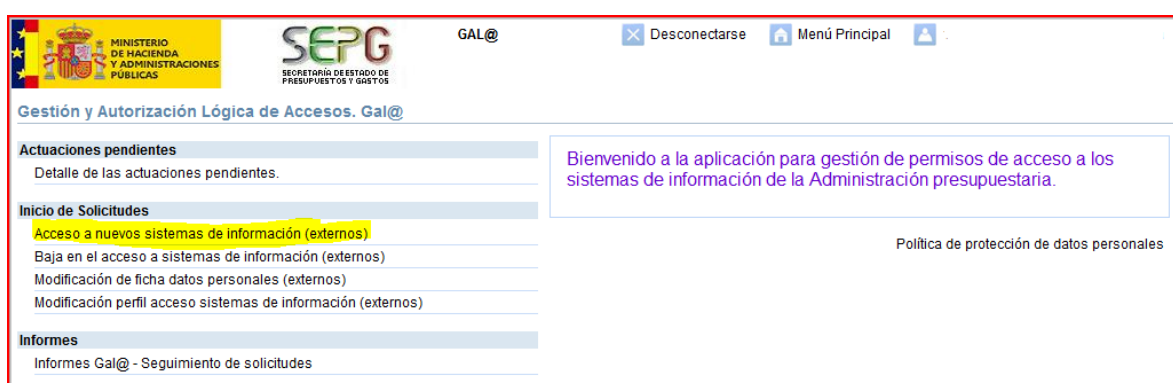 MINISTERIO
DE HACIENDA
Y ADMINISTRACIONES
PÚBLICAS
SEPG
SECRETARÍA DE ESTADO DE
PRESUPUESTOS Y GASTOS
GAL@
Desconectarse
Menú Principal
Gestión y Autorización Lógica de Accesos. Gal@
Actuaciones pendientes
Detalle de las actuaciones pendientes.
Inicio de Solicitudes
Acceso a nuevos sistemas de información (externos)
Baja en el acceso a sistemas de información (externos)
Modificación de ficha datos personales (externos)
Modificación perfil acceso sistemas de información (externos)
Informes
Informes Gal@ - Seguimiento de solicitudes
Bienvenido a la aplicación para gestión de permisos de acceso a los
sistemas de información de la Administración presupuestaria.
Política de protección de datos personales